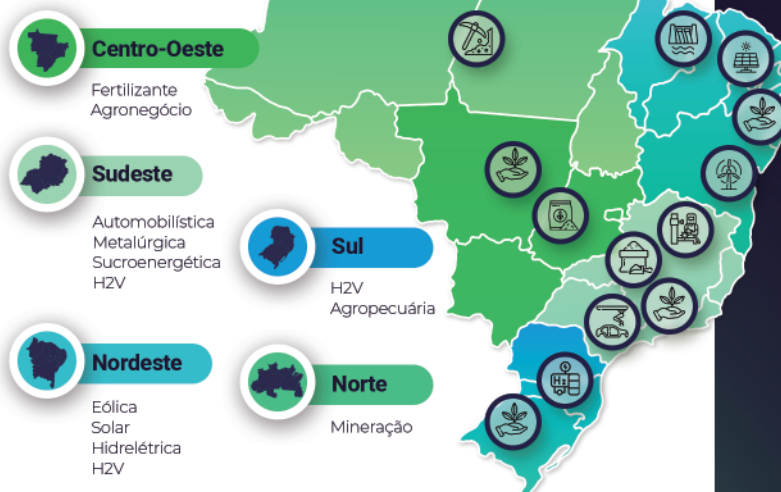 Centro-Oeste
Fertilizante
Agronegócio
Sudeste
Automobilística
Metalúrgica
Sucroenergética
H2V
Sul
H2V
Agropecuária
Nordeste
Eólica
Solar
Hidrelétrica
H2V
Norte
Mineração
H2